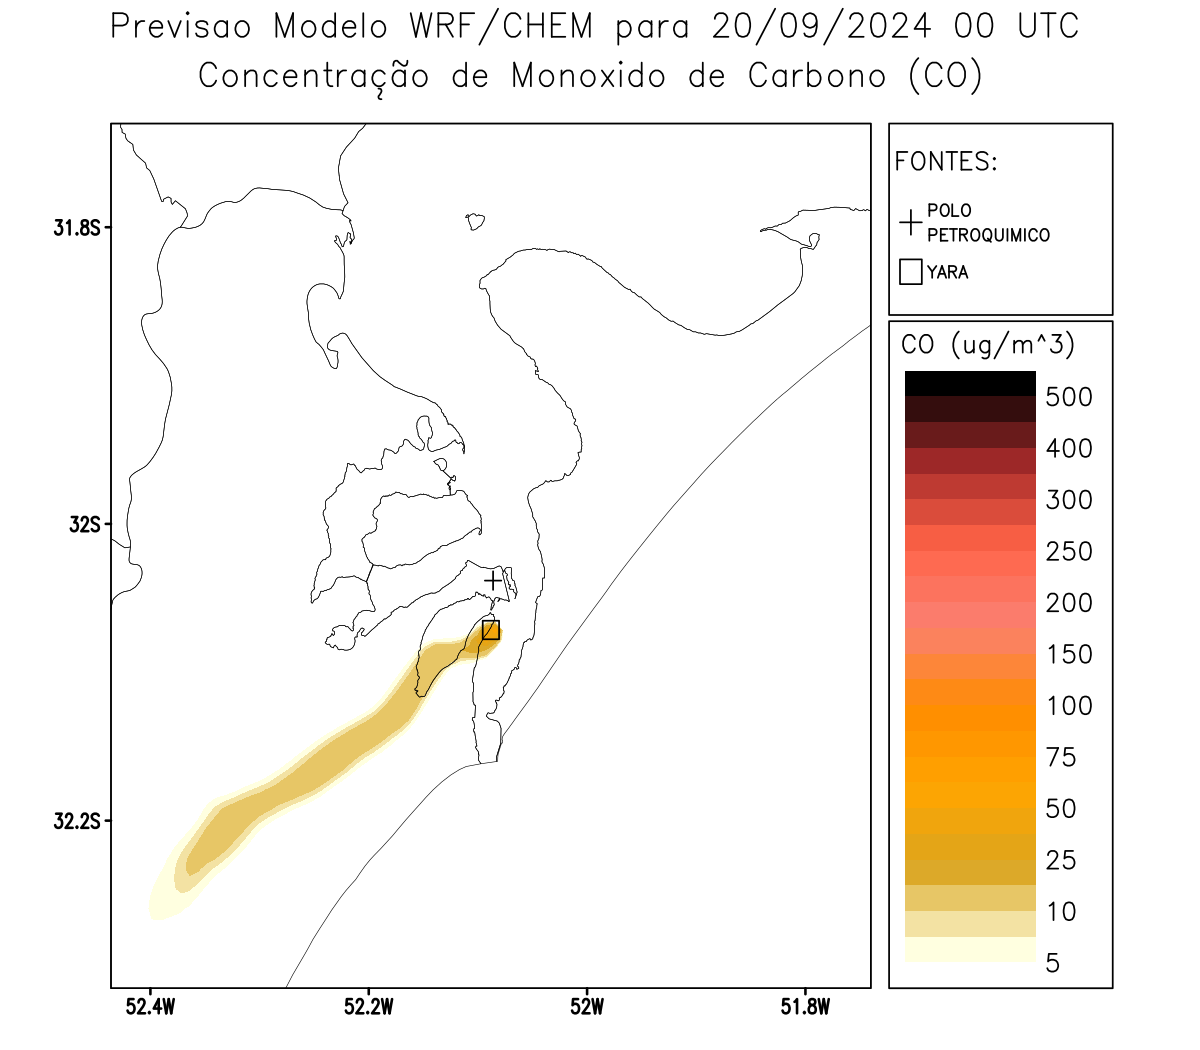 Previsao Modelo WRF/CHEM para 20/09/2024 00 UTC
Concentração de Monoxido de Carbono (CO)
FONTES:
POLO
PETROQUIMICO
YARA
CO (ug/m^3)
500
400
300
250
200
150
100
75
50
25
10
5
31.8S
32S
32.2S
52.4W
52.2W
52W
51.8W